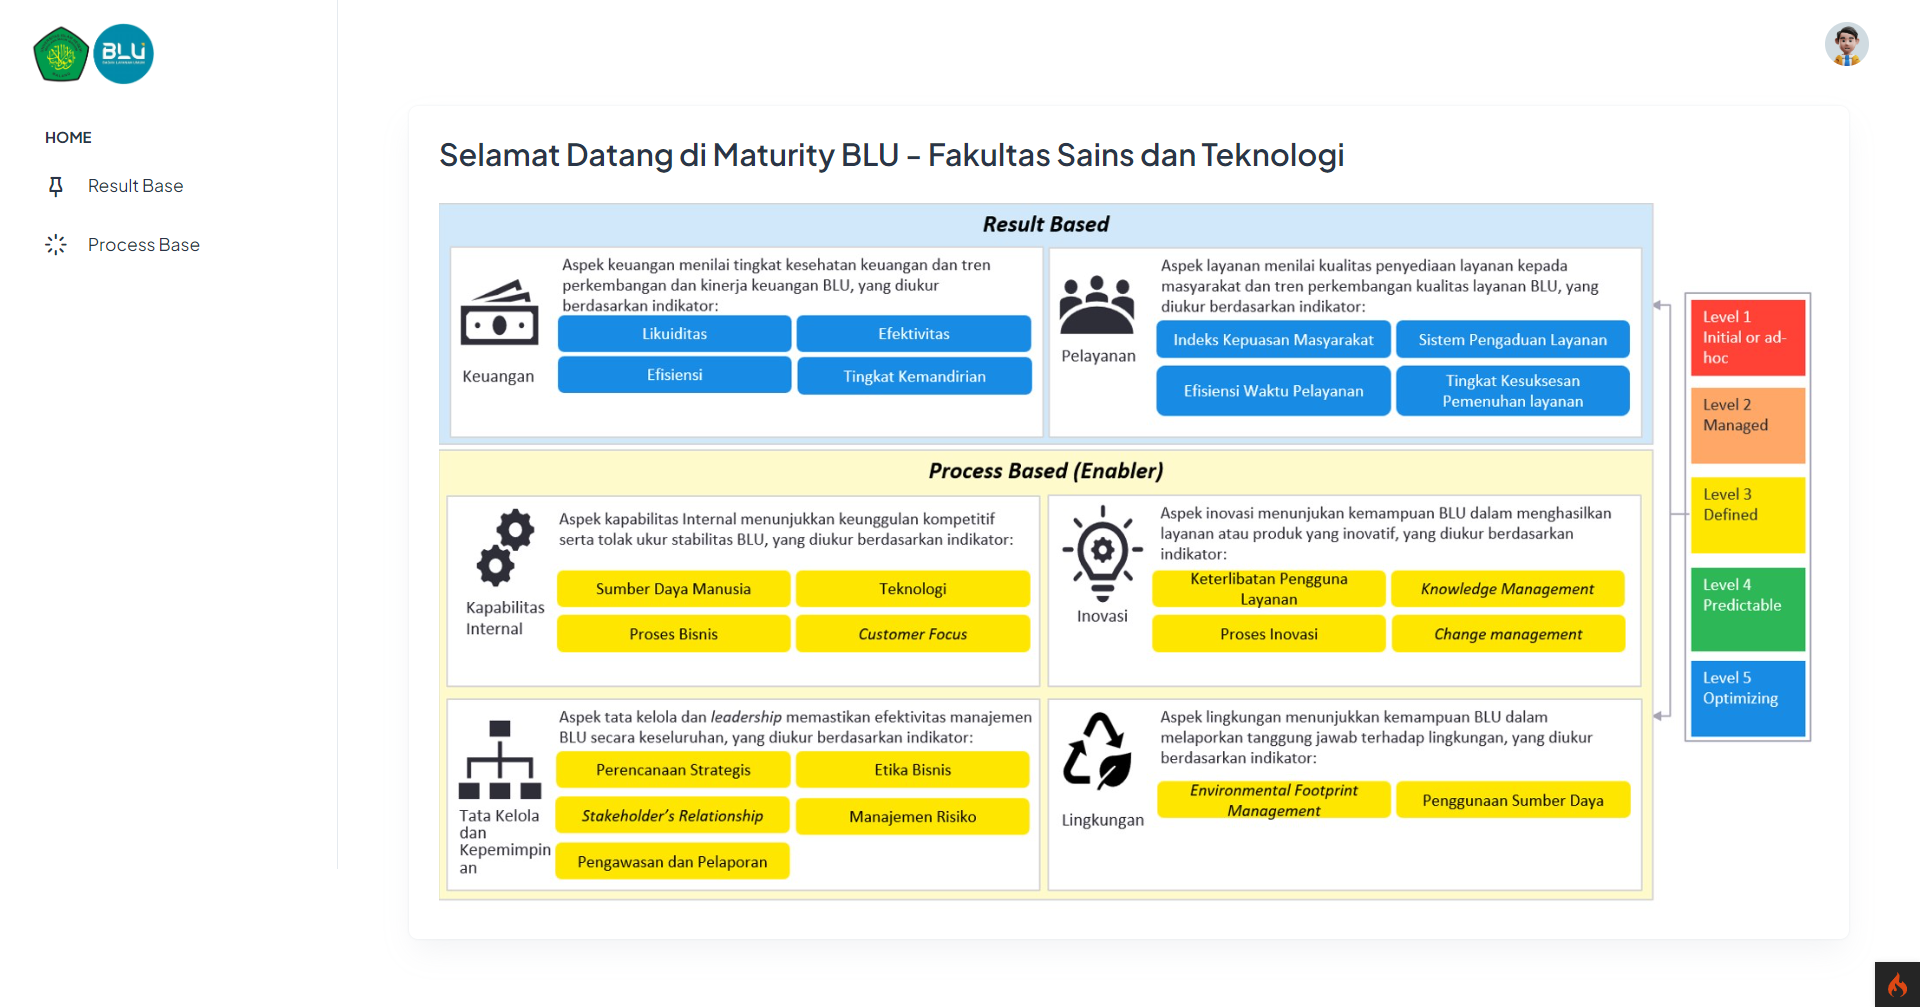 BLU
HOME
Result Base
Process Base
Selamat Datang di Maturity BLU - Fakultas Sains dan Teknologi
Result Based
Keuangan
Aspek keuangan menilai tingkat kesehatan keuangan dan tren
perkembangan dan kinerja keuangan BLU, yang diukur
berdasarkan indikator:
Likuiditas
Efektivitas
Efisiensi
Tingkat Kemandirian
Pelayanan
Aspek layanan menilai kualitas penyediaan layanan kepada
masyarakat dan tren perkembangan kualitas layanan BLU, yang
diukur berdasarkan indikator:
Indeks Kepuasan Masyarakat
Sistem Pengaduan Layanan
Efisiensi Waktu Pelayanan
Tingkat Kesuksesan
Pemenuhan layanan
Process Based (Enabler)
Kapabilitas
Internal
Aspek kapabilitas Internal menunjukkan keunggulan kompetitif
serta tolak ukur stabilitas BLU, yang diukur berdasarkan indikator:
Sumber Daya Manusia
Teknologi
Proses Bisnis
Customer Focus
Inovasi
Aspek inovasi menunjukan kemampuan BLU dalam menghasilkan
layanan atau produk yang inovatif, yang diukur berdasarkan
indikator:
Keterlibatan Pengguna
Layanan
Knowledge Management
Proses Inovasi
Change management
Tata Kelola
dan
Kepemimpin
an
Aspek tata kelola dan leadership memastikan efektivitas manajemen
BLU secara keseluruhan, yang diukur berdasarkan indikator:
Perencanaan Strategis
Etika Bisnis
Stakeholder's Relationship
Manajemen Risiko
Pengawasan dan Pelaporan
Lingkungan
Aspek lingkungan menunjukkan kemampuan BLU dalam
melaporkan tanggung jawab terhadap lingkungan, yang diukur
berdasarkan indikator:
Environmental Footprint
Management
Penggunaan Sumber Daya
Level 1
Initial or ad-
hoc
Level 2
Managed
Level 3
Defined
Level 4
Predictable
Level 5
Optimizing